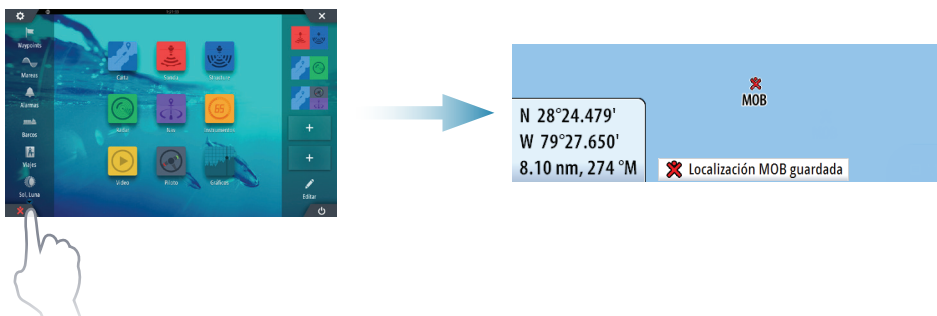 Waypoints
Mareas
Alarmas
Barcos
Viajes
Sol, Luna
Carta
Sonda
Structure
Radar
Nav
Instrumentos
Vídeo
Piloto
Gráficos
+
+
Editar
MOB
N 28°24.479'
W 79°27.650'
8.10 nm, 274 °M
Localización MOB guardada